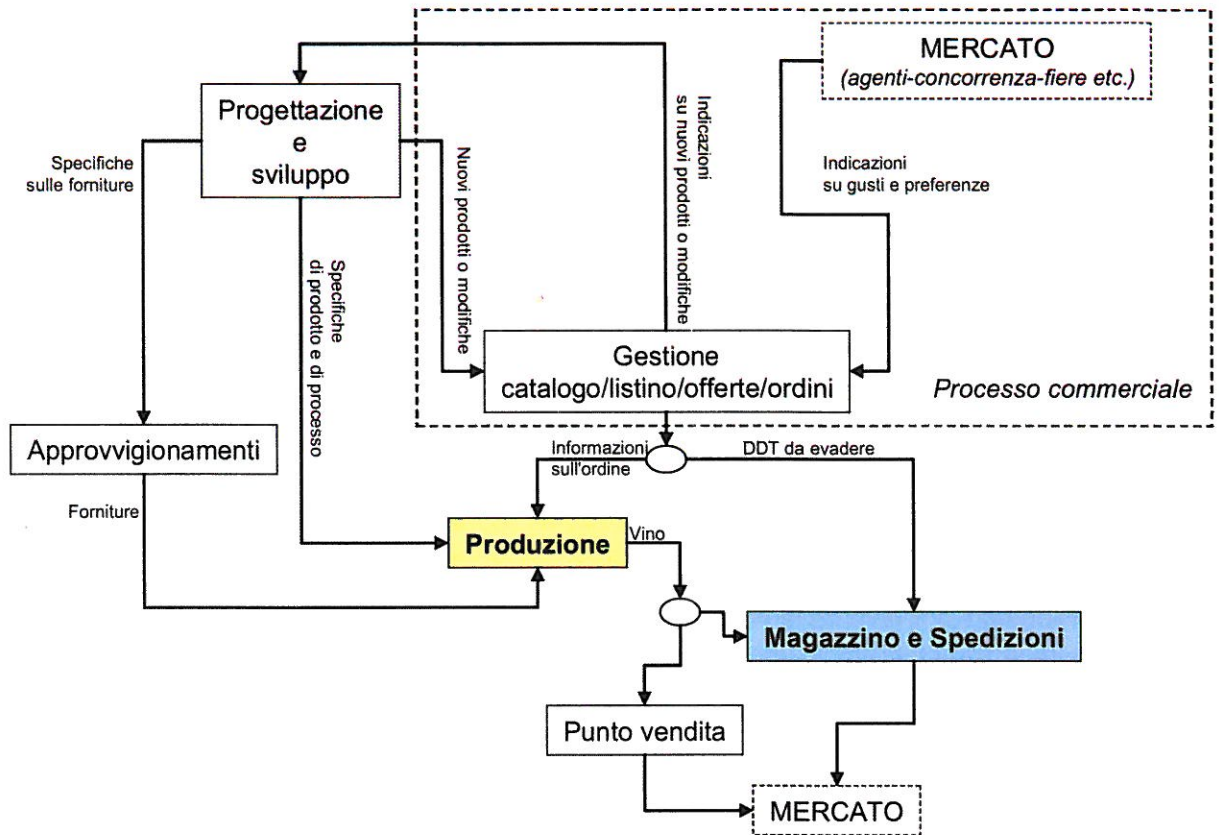 MERCATO
(agenti-concorrenza-fiere etc.)
Progettazione
e
sviluppo
Specifiche
sulle forniture
Nuovi prodotti o modifiche
Indicazioni
su nuovi prodotti o modifiche
Indicazioni
su gusti e preferenze
Specifiche
di prodotto e di processo
Gestione
catalogo/listino/offerte/ordini
Processo commerciale
Approvvigionamenti
Informazioni
sull'ordine
DDT da evadere
Forniture
Produzione
Vino
Magazzino e Spedizioni
Punto vendita
MERCATO